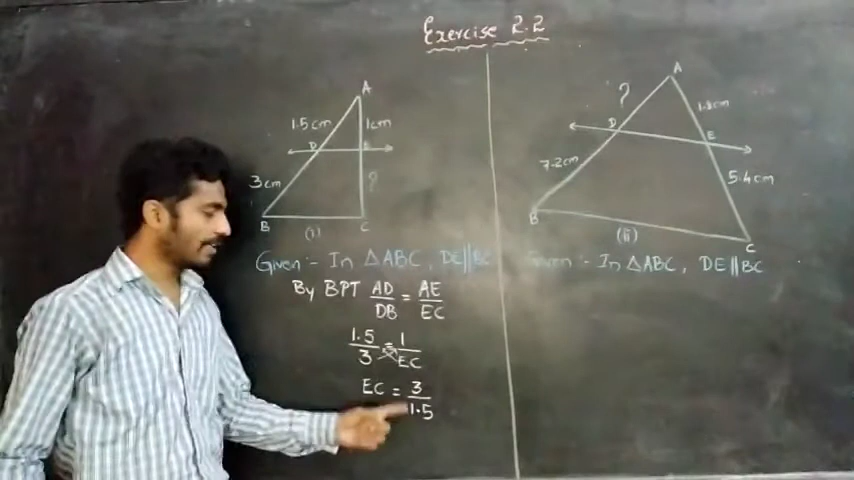 Exercise 2.2
A
1.5cm
1cm
D
E
3cm
?
B
C
(i)
Given :- In △ABC, DE∥BC
By BPT AD/DB = AE/EC
1.5/3 = 1/EC
EC = 3/1.5
A
?
1.8cm
D
E
7.2cm
5.4cm
B
C
(ii)
Given :- In △ABC, DE∥BC